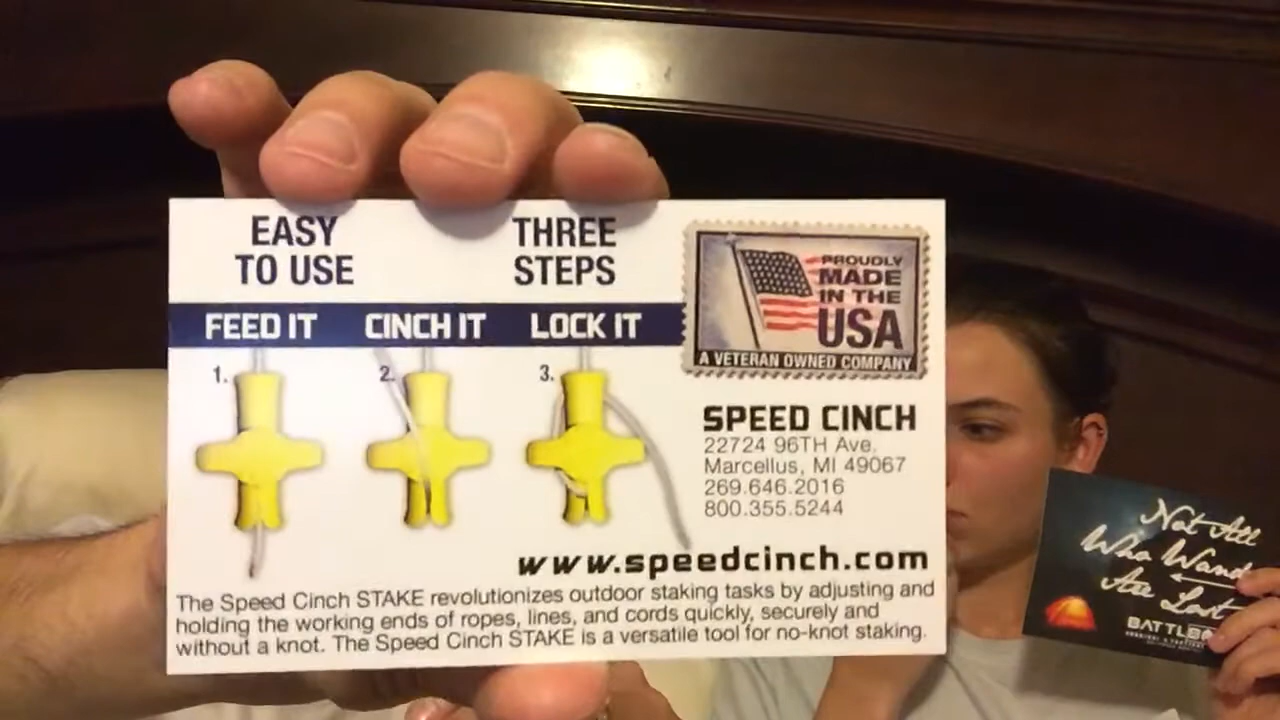 EASY
TO USE
THREE
STEPS
FEED IT
CINCH IT
LOCK IT
1.
2.
3.
PROUDLY
MADE
IN THE
USA
A VETERAN OWNED COMPANY
SPEED CINCH
22724 96TH Ave.
Marcellus, MI 49067
269.646.2016
800.355.5244
www.speedcinch.com
The Speed Cinch STAKE revolutionizes outdoor staking tasks by adjusting and
holding the working ends of ropes, lines, and cords quickly, securely and
without a knot. The Speed Cinch STAKE is a versatile tool for no-knot staking.
Not All
Who Wand
Are Lost
BATTLBO